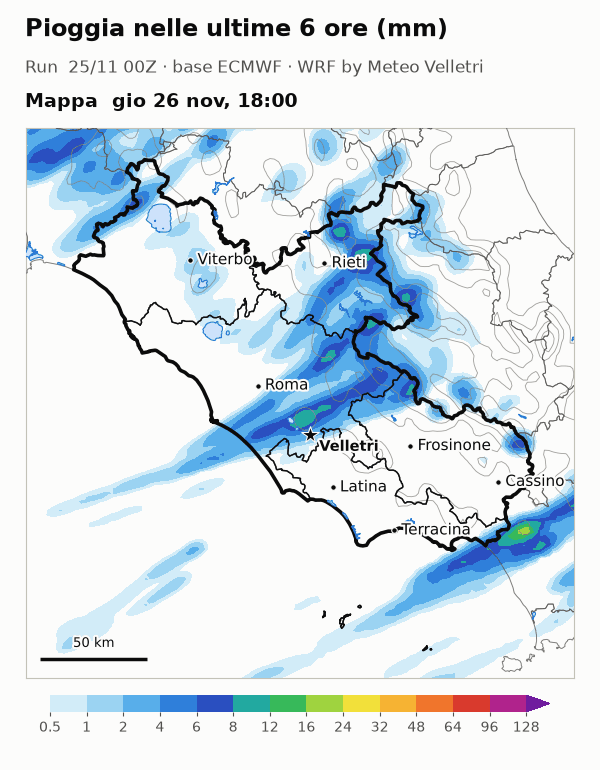 Pioggia nelle ultime 6 ore (mm)
Run 25/11 00Z · base ECMWF · WRF by Meteo Velletri
Mappa gio 26 nov, 18:00
Viterbo
Rieti
Roma
Velletri
Frosinone
Cassino
Latina
Terracina
50 km
0.5 1 2 4 6 8 12 16 24 32 48 64 96 128